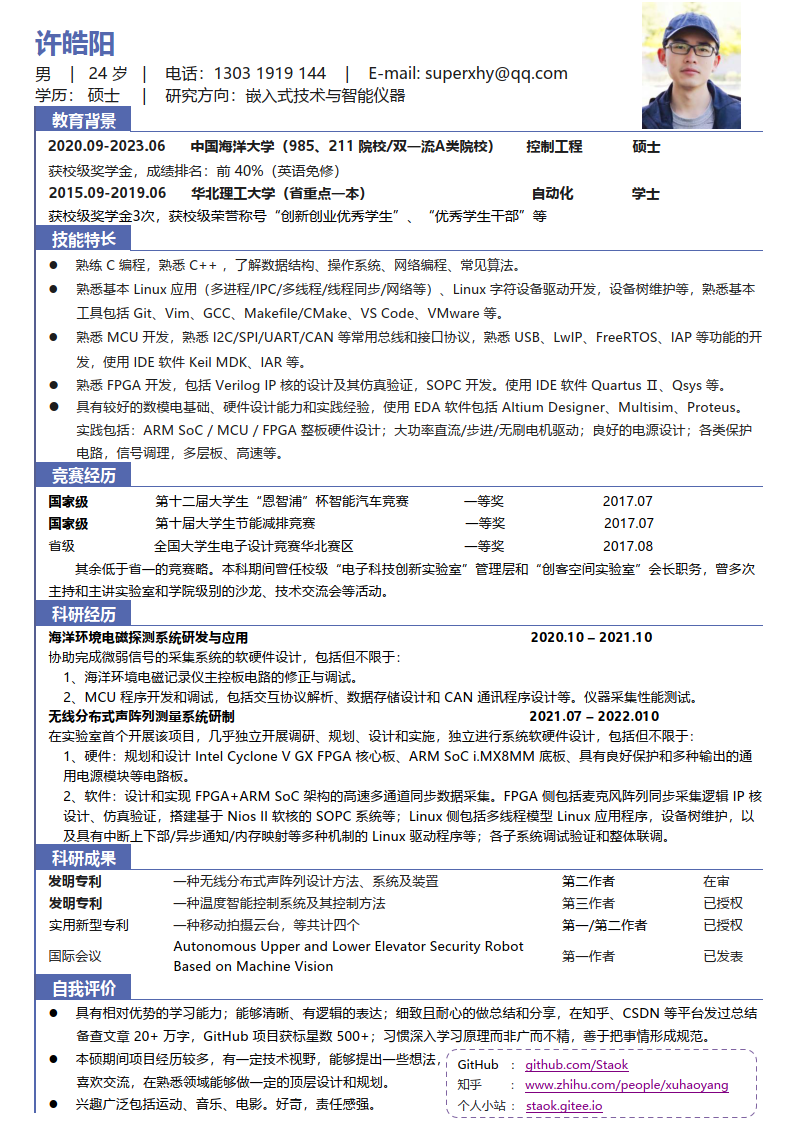 许皓阳
男 | 24 岁 | 电话：1303 1919 144 | E-mail: superxhy@qq.com
学历： 硕士 | 研究方向：嵌入式技术与智能仪器
教育背景
2020.09-2023.06 中国海洋大学（985、211 院校/双一流A类院校） 控制工程 硕士
获校级奖学金，成绩排名：前 40%（英语免修）
2015.09-2019.06 华北理工大学（省重点一本） 自动化 学士
获校级奖学金3次，获校级荣誉称号“创新创业优秀学生”、“优秀学生干部”等
技能特长
● 熟练 C 编程，熟悉 C++ ，了解数据结构、操作系统、网络编程、常见算法。
● 熟悉基本 Linux 应用（多进程/IPC/多线程/线程同步/网络等）、Linux 字符设备驱动开发，设备树维护等，熟悉基本
工具包括 Git、Vim、GCC、Makefile/CMake、VS Code、VMware 等。
● 熟悉 MCU 开发，熟悉 I2C/SPI/UART/CAN 等常用总线和接口协议，熟悉 USB、LwIP、FreeRTOS、IAP 等功能的开
发，使用 IDE 软件 Keil MDK、IAR 等。
● 熟悉 FPGA 开发，包括 Verilog IP 核的设计及其仿真验证，SOPC 开发。使用 IDE 软件 Quartus Ⅱ、Qsys 等。
● 具有较好的数模电基础、硬件设计能力和实践经验，使用 EDA 软件包括 Altium Designer、Multisim、Proteus。
实践包括：ARM SoC / MCU / FPGA 整板硬件设计；大功率直流/步进/无刷电机驱动；良好的电源设计；各类保护
电路，信号调理，多层板、高速等。
竞赛经历
国家级 第十二届大学生“恩智浦”杯智能汽车竞赛 一等奖 2017.07
国家级 第十届大学生节能减排竞赛 一等奖 2017.07
省级 全国大学生电子设计竞赛华北赛区 一等奖 2017.08
其余低于省一的竞赛略。本科期间曾任校级“电子科技创新实验室”管理层和“创客空间实验室”会长职务，曾多次
主持和主讲实验室和学院级别的沙龙、技术交流会等活动。
科研经历
海洋环境电磁探测系统研发与应用 2020.10 – 2021.10
协助完成微弱信号的采集系统的软硬件设计，包括但不限于：
1、海洋环境电磁记录仪主控板电路的修正与调试。
2、MCU 程序开发和调试，包括交互协议解析、数据存储设计和 CAN 通讯程序设计等。仪器采集性能测试。
无线分布式声阵列测量系统研制 2021.07 – 2022.010
在实验室首个开展该项目，几乎独立开展调研、规划、设计和实施，独立进行系统软硬件设计，包括但不限于：
1、硬件：规划和设计 Intel Cyclone V GX FPGA 核心板、ARM SoC i.MX8MM 底板、具有良好保护和多种输出的通
用电源模块等电路板。
2、软件：设计和实现 FPGA+ARM SoC 架构的高速多通道同步数据采集。FPGA 侧包括麦克风阵列同步采集逻辑 IP 核
设计、仿真验证，搭建基于 Nios II 软核的 SOPC 系统等；Linux 侧包括多线程模型 Linux 应用程序，设备树维护，以
及具有中断上下部/异步通知/内存映射等多种机制的 Linux 驱动程序等；各子系统调试验证和整体联调。
科研成果
发明专利 一种无线分布式声阵列设计方法、系统及装置 第二作者 在审
发明专利 一种温度智能控制系统及其控制方法 第三作者 已授权
实用新型专利 一种移动拍摄云台，等共计四个 第一/第二作者 已授权
国际会议 Autonomous Upper and Lower Elevator Security Robot
Based on Machine Vision 第一作者 已发表
自我评价
● 具有相对优势的学习能力；能够清晰、有逻辑的表达；细致且耐心的做总结和分享，在知乎、CSDN 等平台发过总结
备查文章 20+ 万字，GitHub 项目获标星数 500+；习惯深入学习原理而非广而不精，善于把事情形成规范。
● 本硕期间项目经历较多，有一定技术视野，能够提出一些想法，
喜欢交流，在熟悉领域能够做一定的顶层设计和规划。
● 兴趣广泛包括运动、音乐、电影。好奇，责任感强。
GitHub ： github.com/Staok
知乎 ： www.zhihu.com/people/xuhaoyang
个人小站： staok.gitee.io